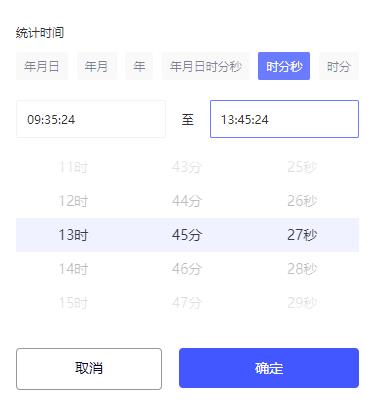 统计时间
年月日 年月 年 年月日时分秒 时分秒 时分
09:35:24 至 13:45:24
11时 43分 25秒
12时 44分 26秒
13时 45分 27秒
14时 46分 28秒
15时 47分 29秒
取消 确定